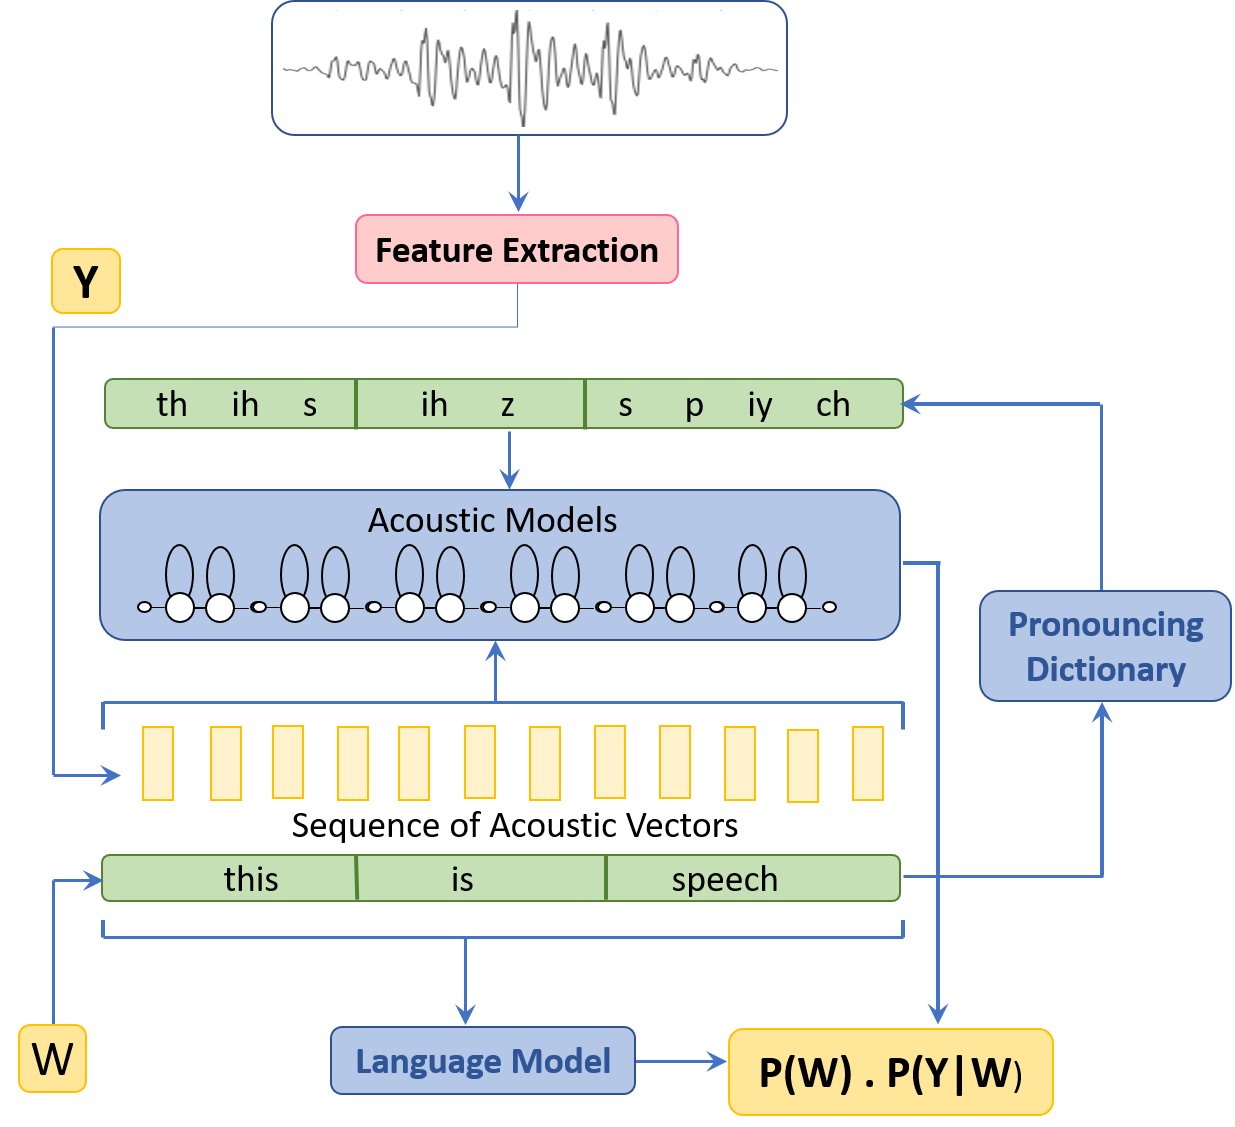 Feature Extraction
Y
th ih s ih z s p iy ch
Acoustic Models
Pronouncing
Dictionary
Sequence of Acoustic Vectors
this is speech
W
Language Model
P(W) . P(Y|W)